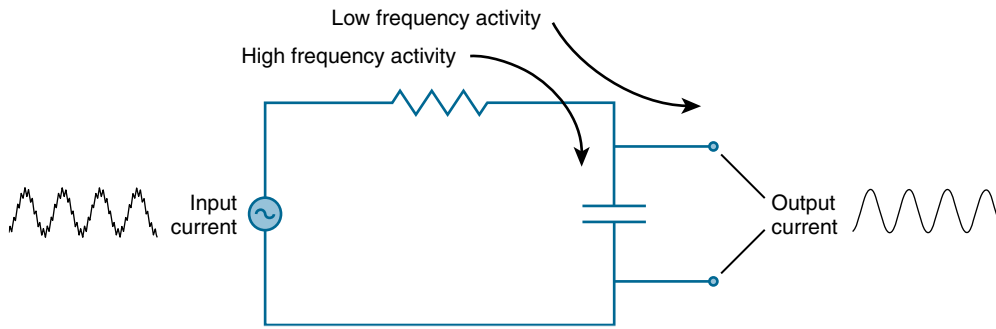 Low frequency activity
High frequency activity
Input
current
Output
current